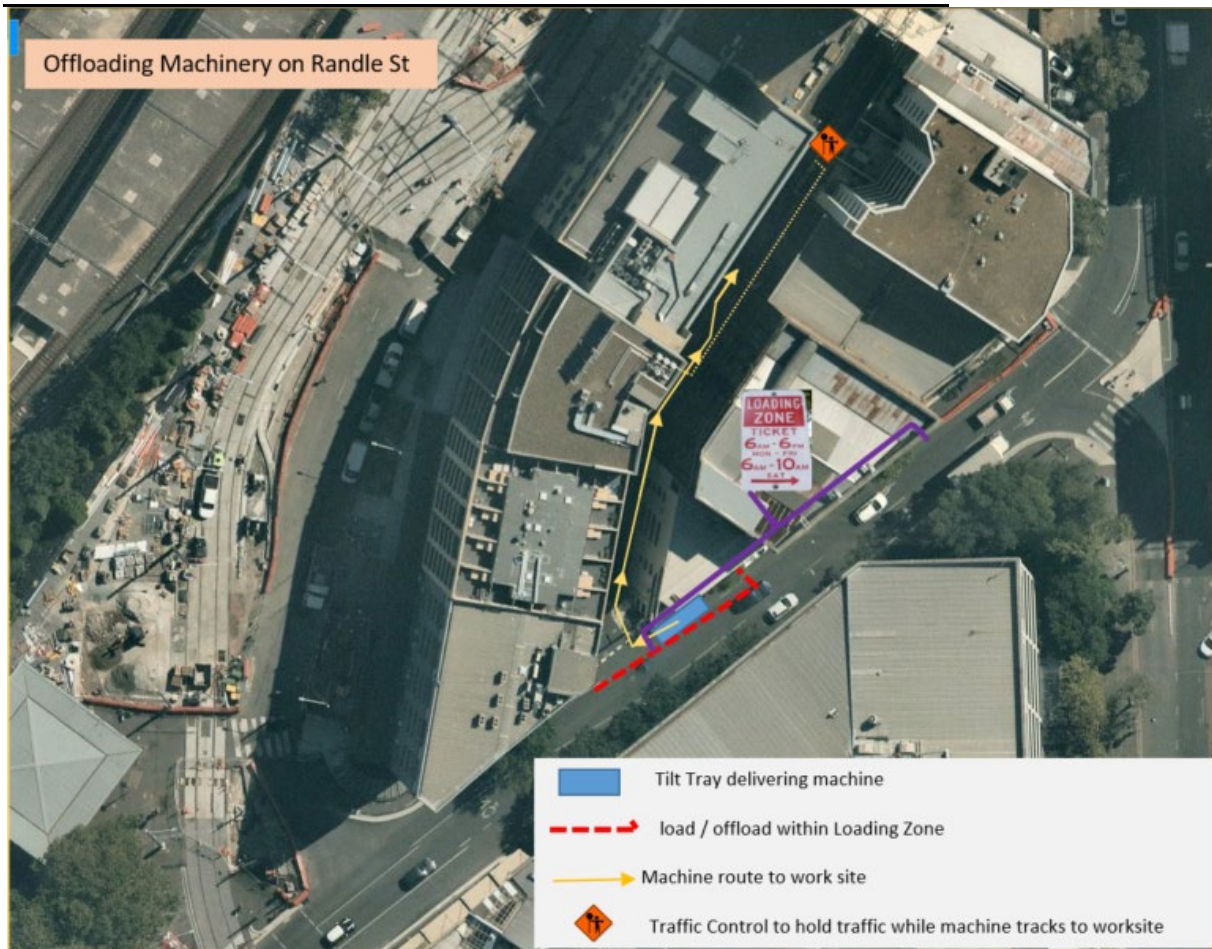 Offloading Machinery on Randle St
LOADING
ZONE
TICKET
6AM - 6PM
MON - FRI
6AM - 10AM
SAT
Tilt Tray delivering machine
load / offload within Loading Zone
Machine route to work site
Traffic Control to hold traffic while machine tracks to worksite